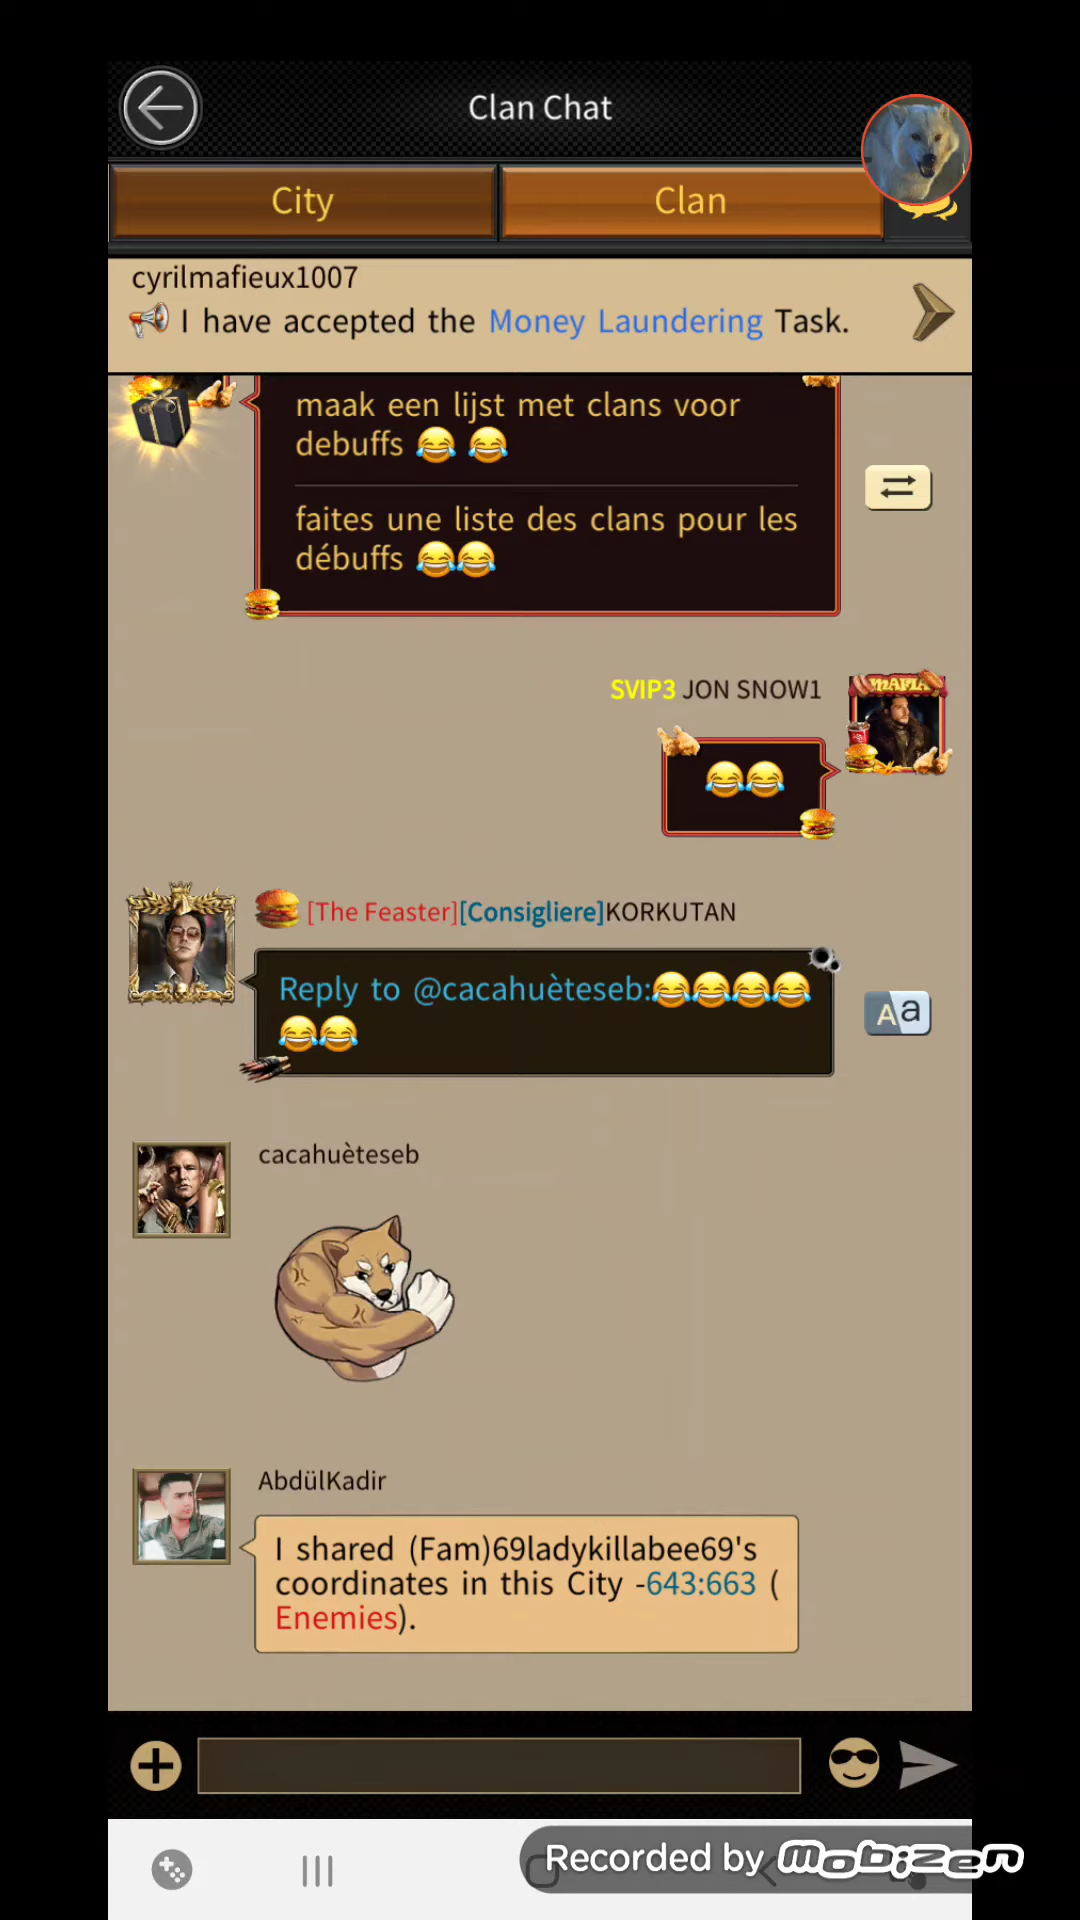 Clan Chat
City
Clan
cyrilmafieux1007
I have accepted the Money Laundering Task.
maak een lijst met clans voor
debuffs 😂 😂
faites une liste des clans pour les
débuffs 😂😂
SVIP3 JON SNOW1
MAFIA
😂😂
[The Feaster][Consigliere]KORKUTAN
Reply to @cacahuèteseb:😂😂😂😂
😂😂
Aa
cacahuèteseb
AbdülKadir
I shared (Fam)69ladykillabee69's
coordinates in this City -643:663 (
Enemies).
Recorded by Mobizen